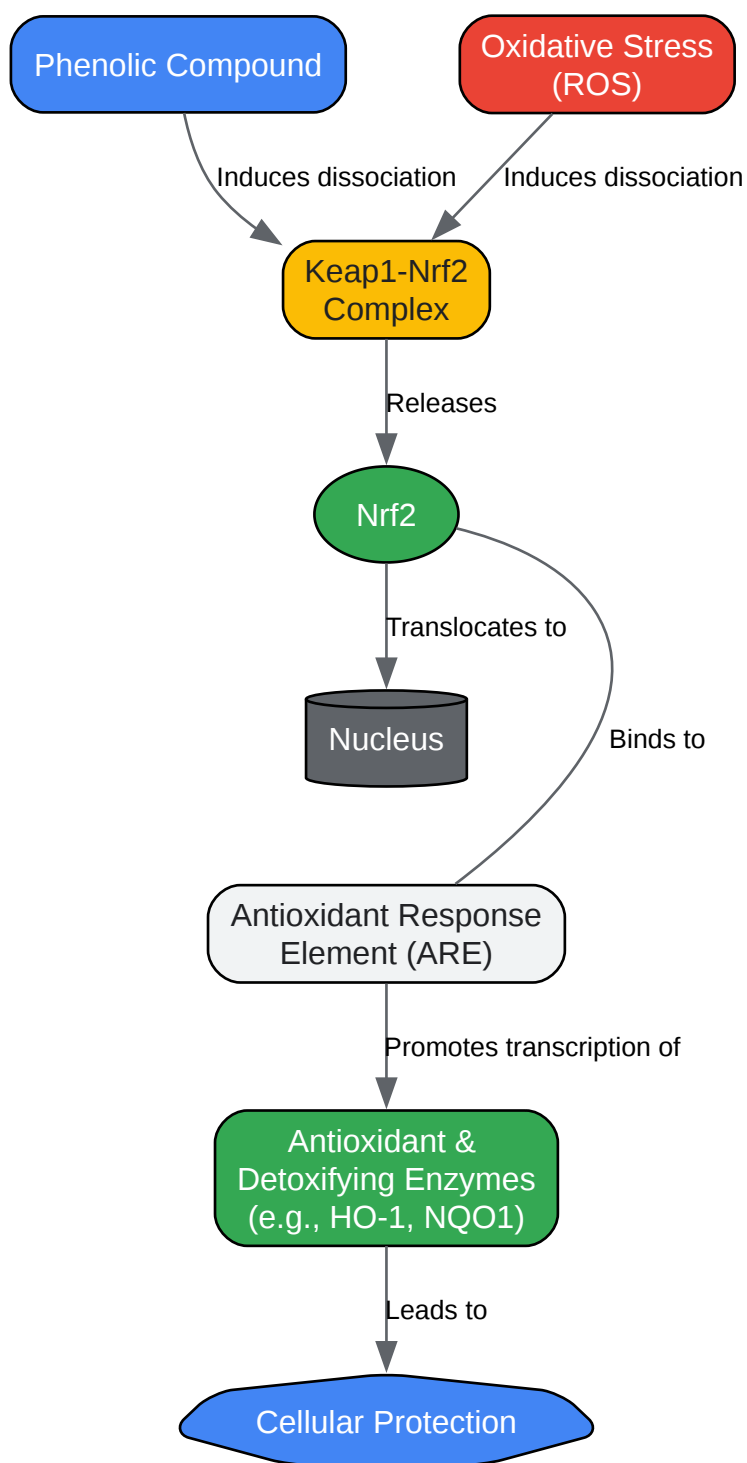 Phenolic Compound
Oxidative Stress
(ROS)
Induces dissociation
Induces dissociation
Keap1-Nrf2
Complex
Releases
Nrf2
Translocates to
Nucleus
Binds to
Antioxidant Response
Element (ARE)
Promotes transcription of
Antioxidant &
Detoxifying Enzymes
(e.g., HO-1, NQO1)
Leads to
Cellular Protection